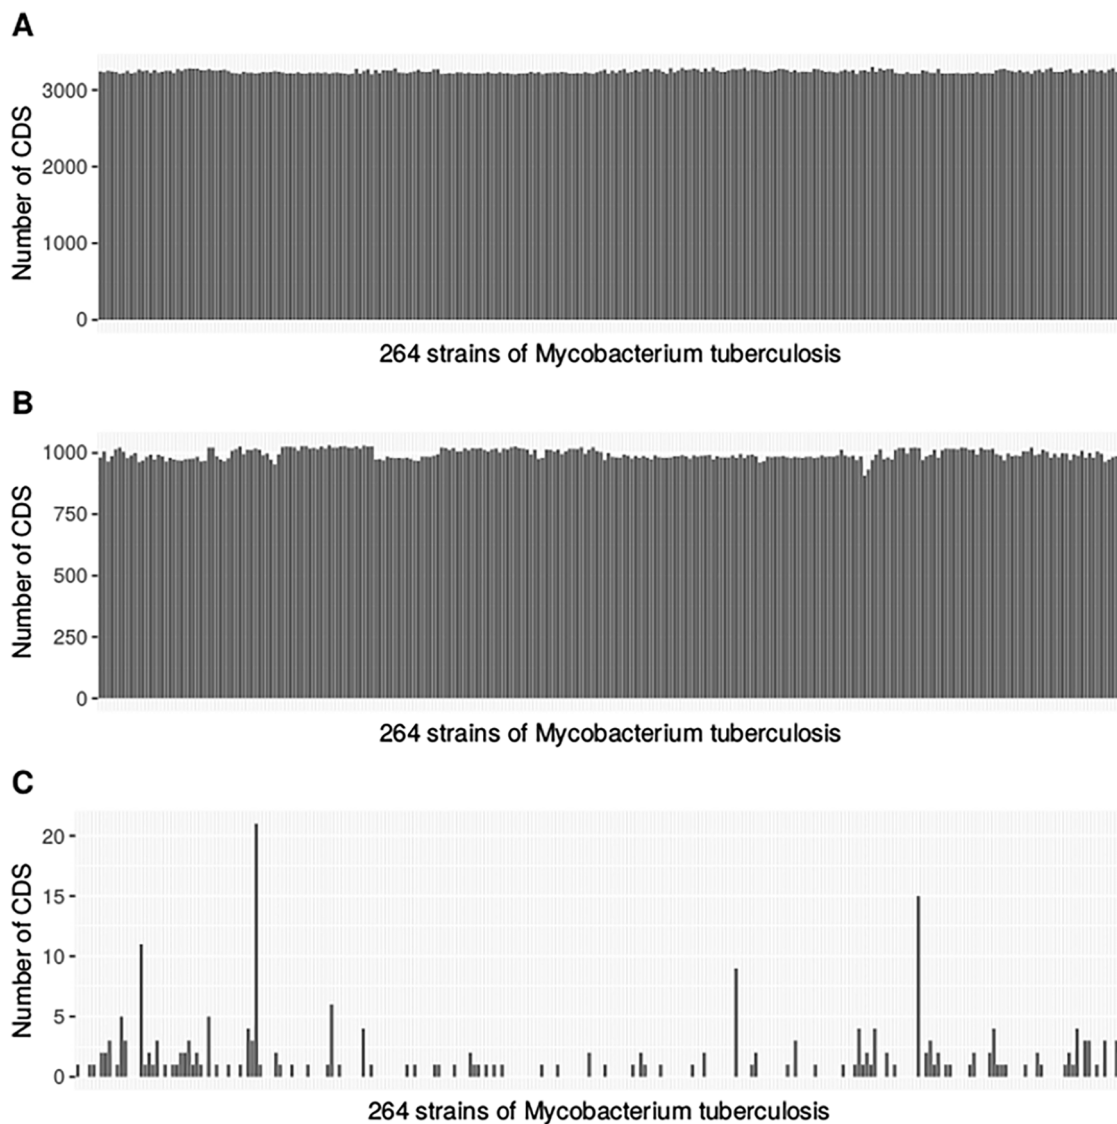 A
Number of CDS
3000
2000
1000
0
264 strains of Mycobacterium tuberculosis
B
Number of CDS
1000
750
500
250
0
264 strains of Mycobacterium tuberculosis
C
Number of CDS
20
15
10
5
0
264 strains of Mycobacterium tuberculosis